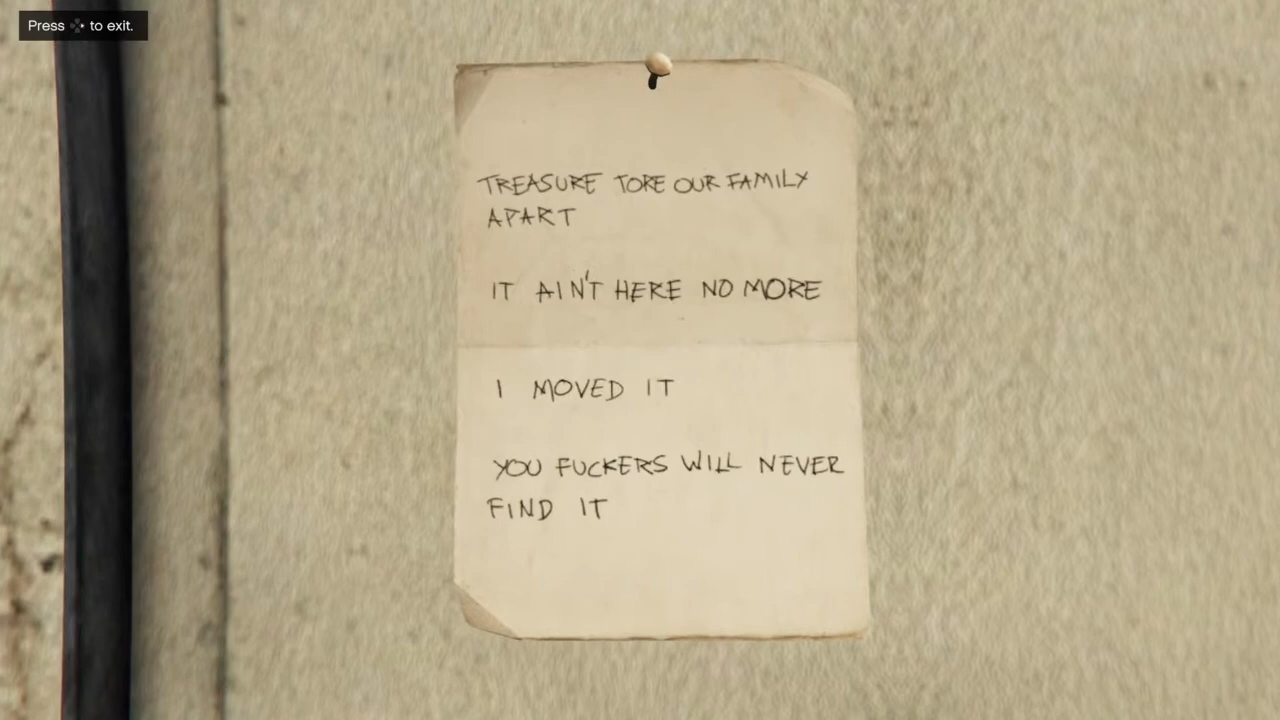 Press to exit.
TREASURE TORE OUR FAMILY
APART
IT AIN'T HERE NO MORE
I MOVED IT
YOU FUCKERS WILL NEVER
FIND IT